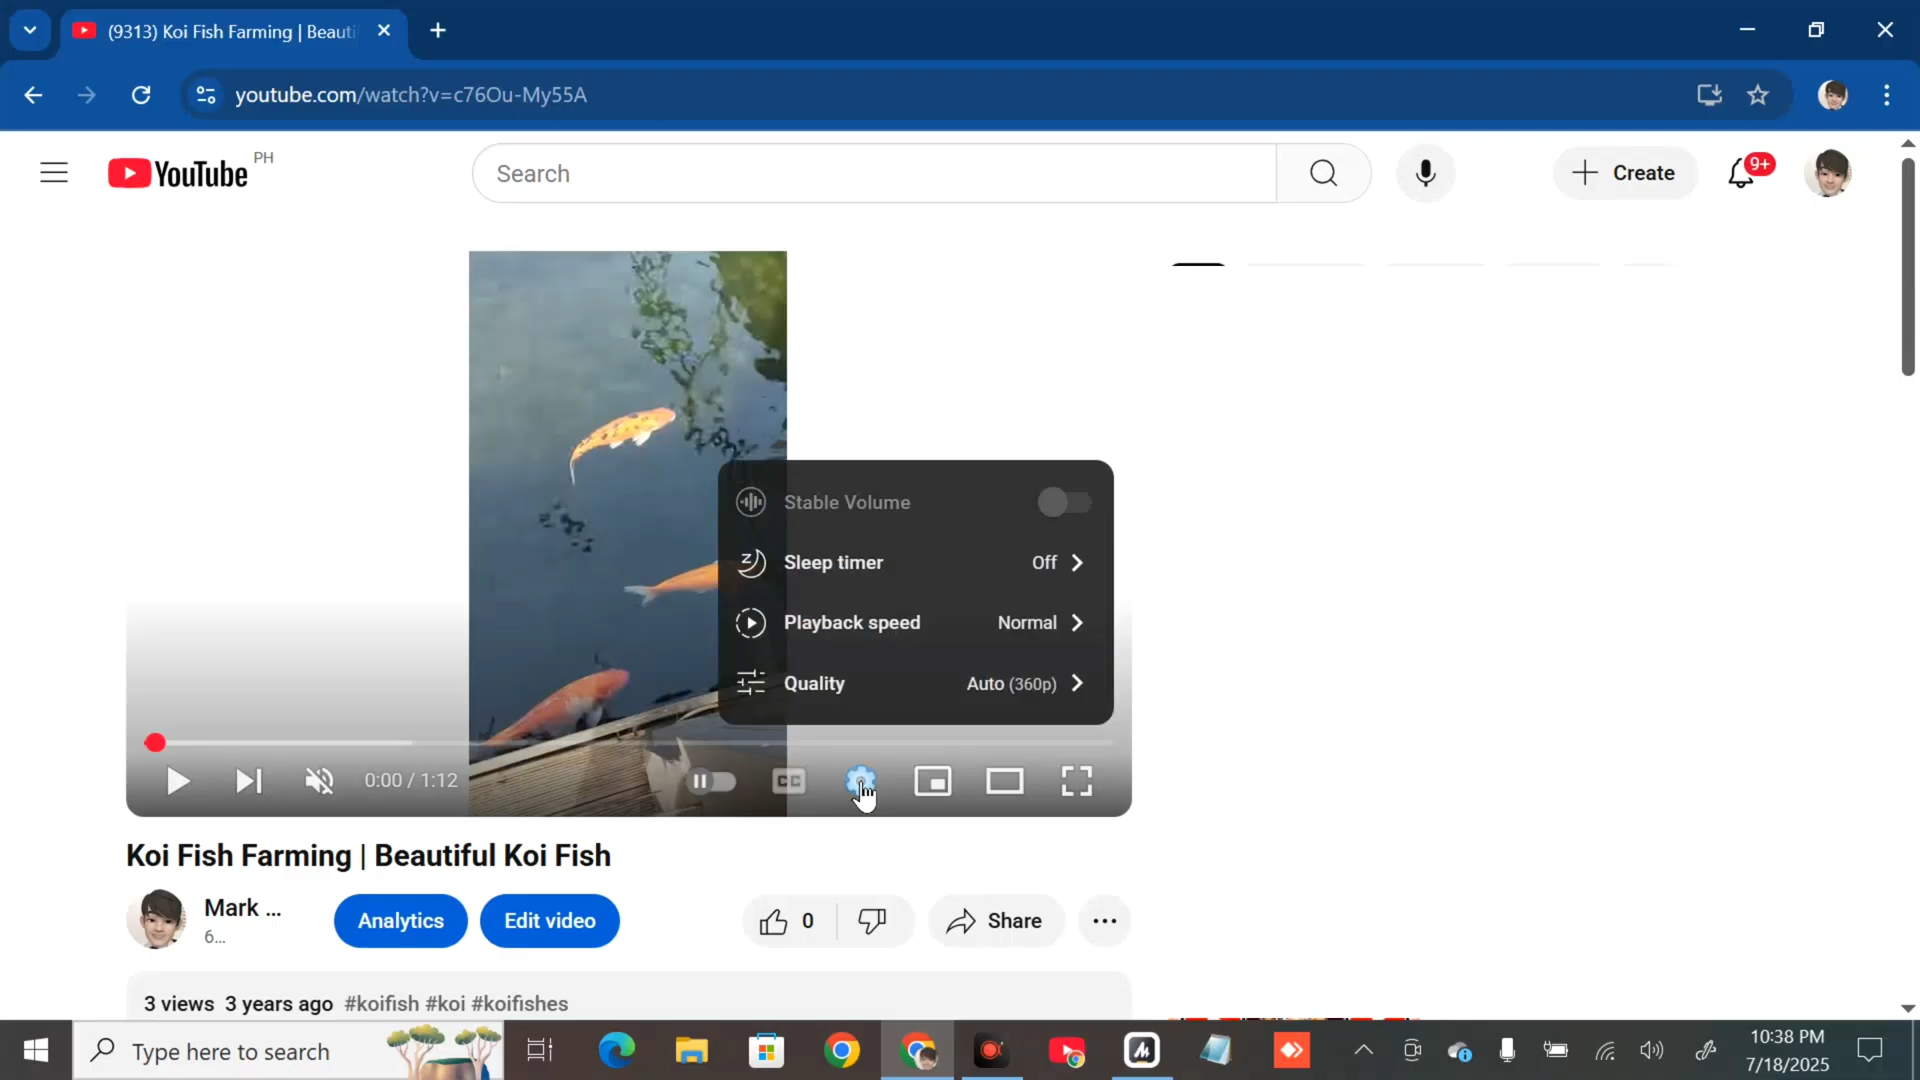 (9313) Koi Fish Farming | Beauti
youtube.com/watch?v=c76Ou-My55A
YouTube PH
Search
Create
9+
Stable Volume
Sleep timer Off
Playback speed Normal
Quality Auto (360p)
0:00 / 1:12
CC
Koi Fish Farming | Beautiful Koi Fish
Mark ...
6...
Analytics
Edit video
0
Share
3 views 3 years ago #koifish #koi #koifishes
Type here to search
10:38 PM
7/18/2025